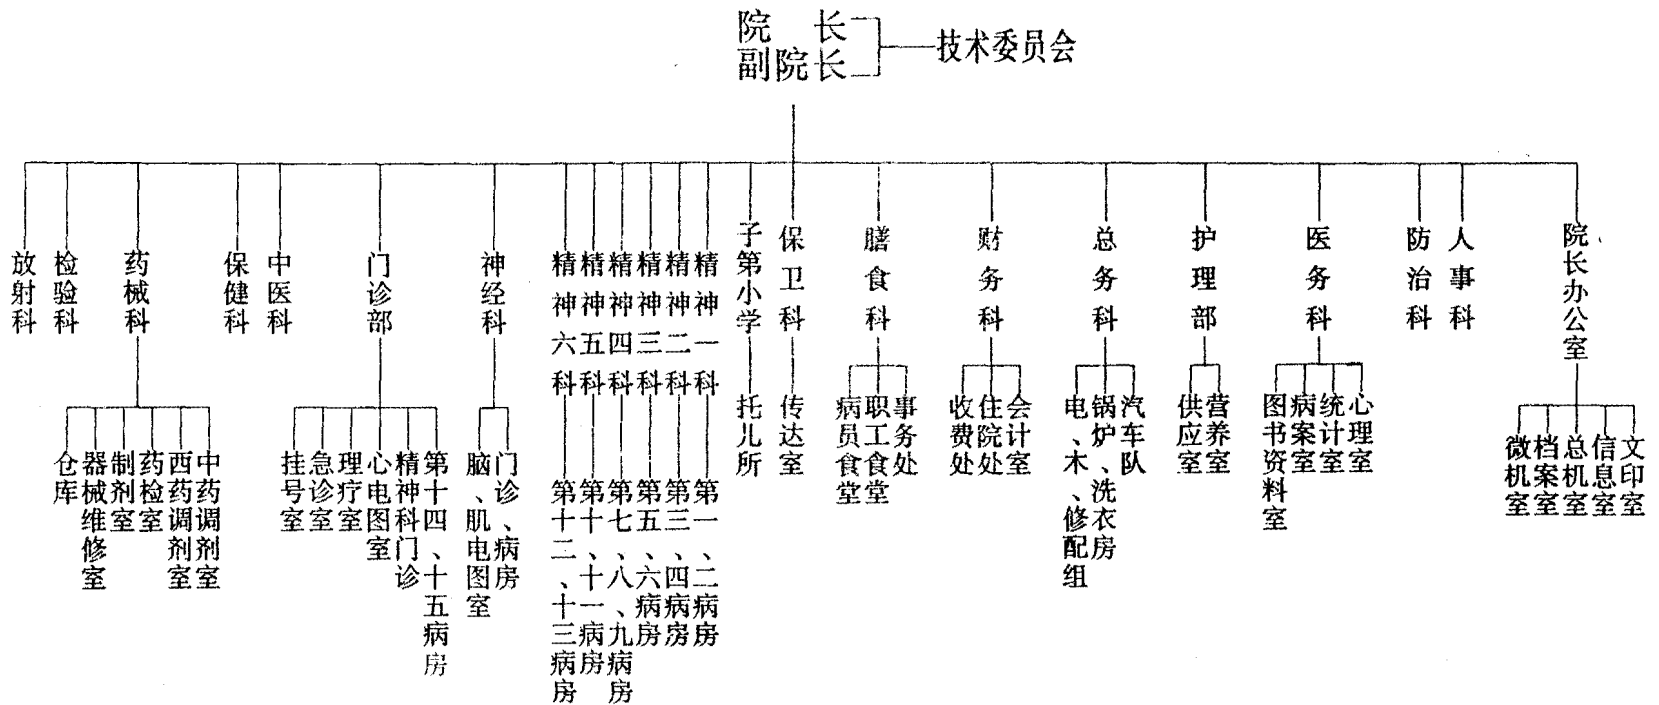 院长
副院长
技术委员会
放射科
检验科
药械科
保健科
中医科
门诊部
神经科
精神六科
精神五科
精神四科
精神三科
精神二科
精神一科
子第小学
保卫科
膳食科
财务科
总务科
护理部
医务科
防治科
人事科
院长办公室
仓库
器械维修室
制剂室
药检室
西药调剂室
中药调剂室
挂号室
急诊室
理疗室
心电图室
精神科门诊
第十四、十五病房
脑、肌电图室
门诊、病房
第十二、十三病房
第十、十一病房
第七、八、九病房
第五、六病房
第三、四病房
第一、二病房
托儿所
传达室
病员食堂
职工食堂
事务处
收费处
住院处
会计室
电、木、修配组
锅炉、洗衣房
汽车队
供应室
营养室
图书资料室
病案室
统计室
心理室
微机室
档案室
总机室
信息室
文印室